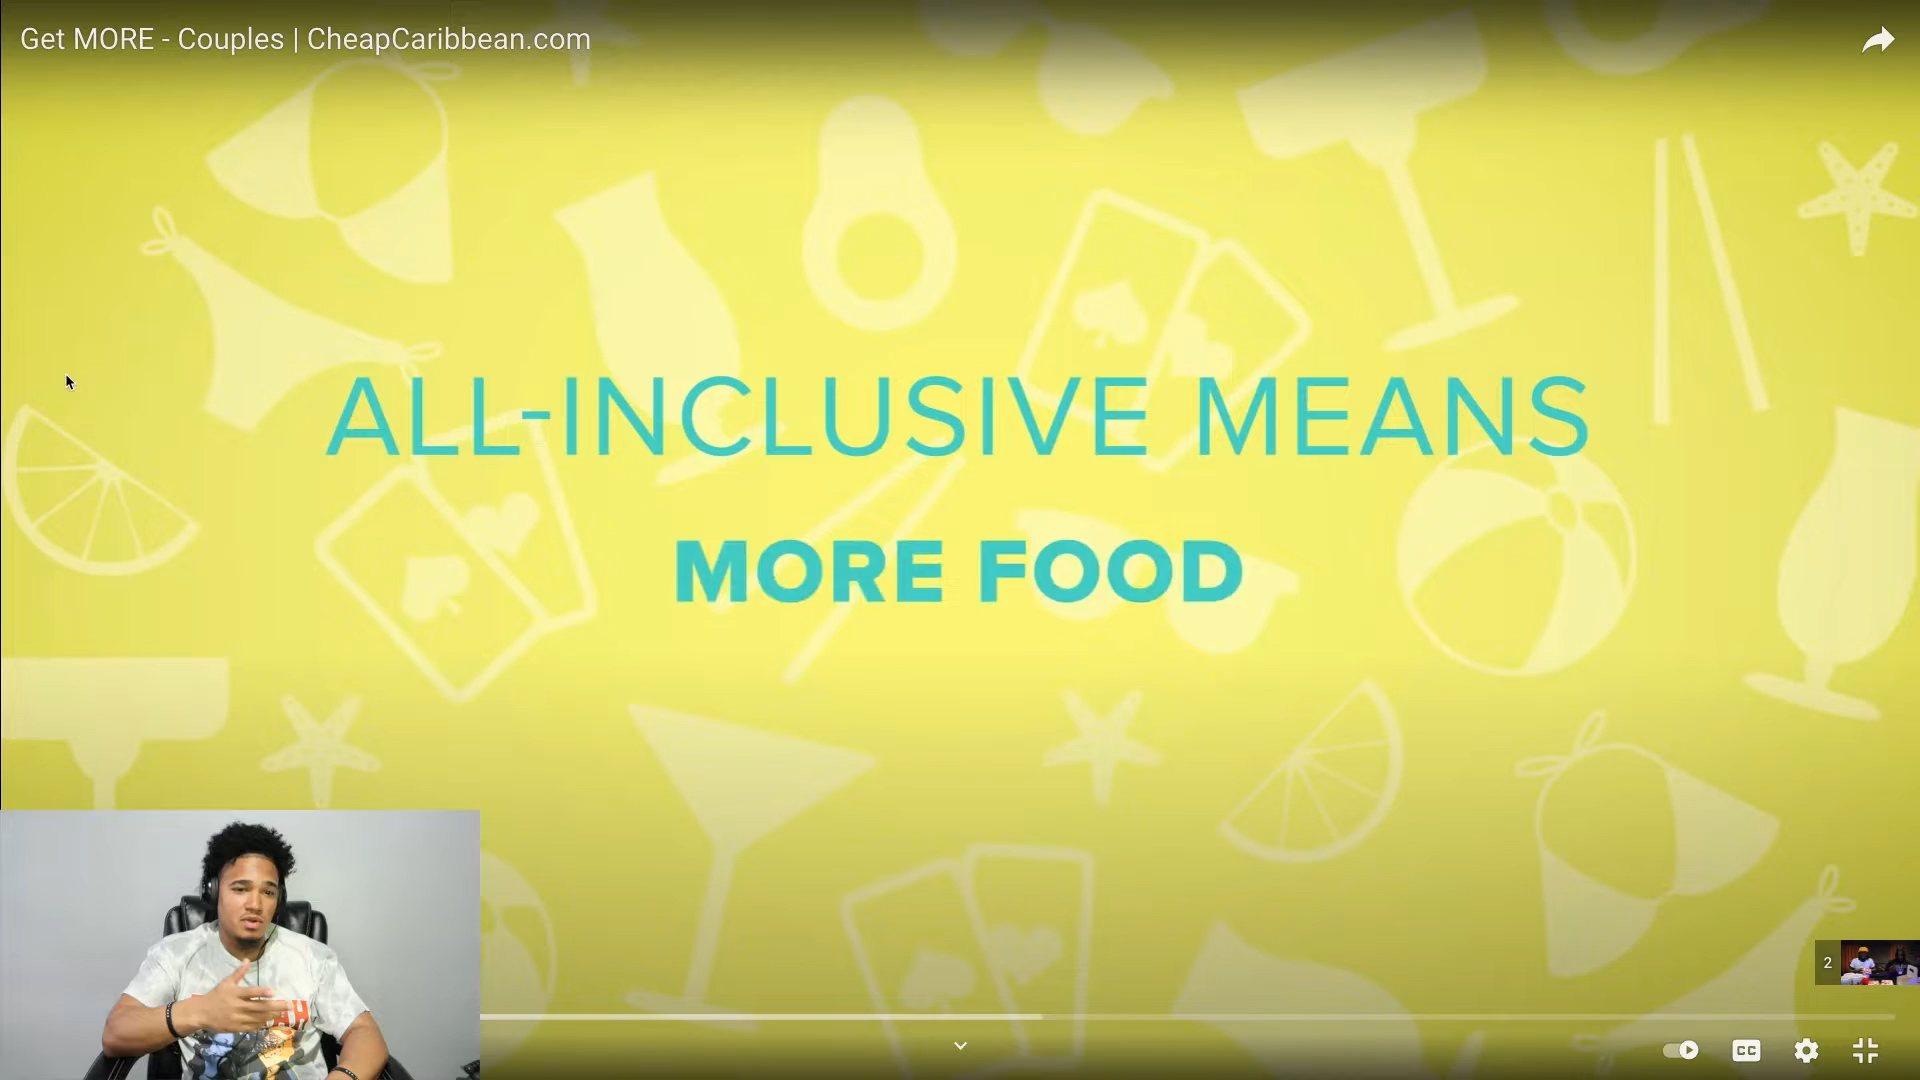 Get MORE - Couples | CheapCaribbean.com
ALL-INCLUSIVE MEANS
MORE FOOD
2
CC